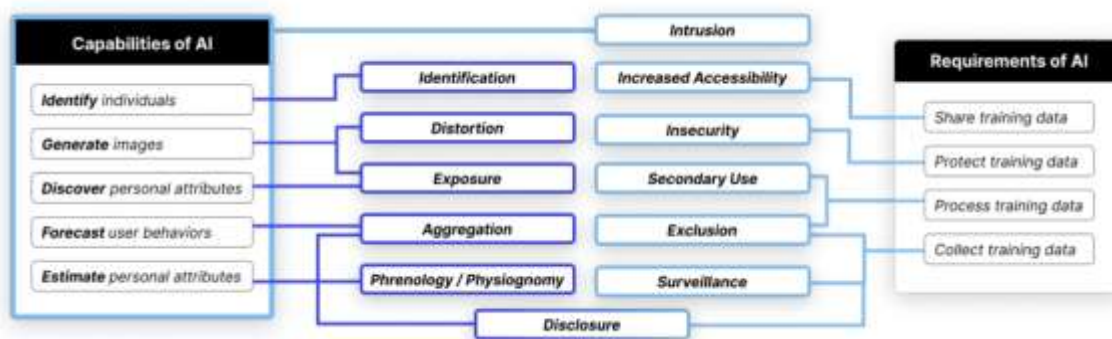 Capabilities of AI
Identify individuals
Generate images
Discover personal attributes
Forecast user behaviors
Estimate personal attributes
Identification
Distortion
Exposure
Aggregation
Phrenology / Physiognomy
Disclosure
Intrusion
Increased Accessibility
Insecurity
Secondary Use
Exclusion
Surveillance
Requirements of AI
Share training data
Protect training data
Process training data
Collect training data